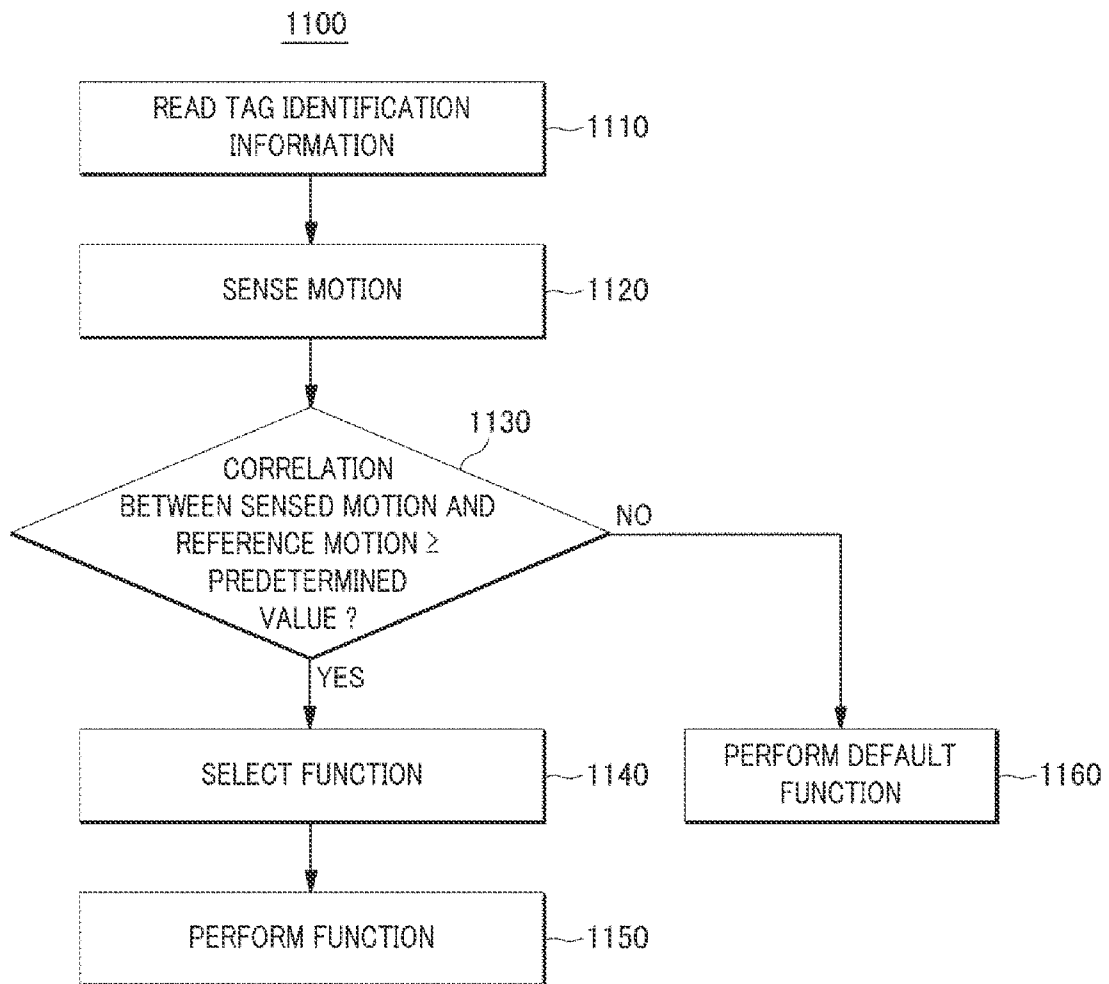 1100
READ TAG IDENTIFICATION
INFORMATION
1110
SENSE MOTION
1120
1130
CORRELATION
BETWEEN SENSED MOTION AND
REFERENCE MOTION ≥
PREDETERMINED
VALUE ?
NO
YES
SELECT FUNCTION
1140
PERFORM DEFAULT
FUNCTION
1160
PERFORM FUNCTION
1150